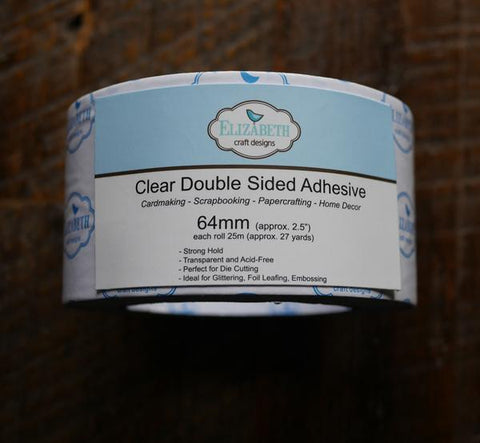 ELIZABETH
craft designs
Clear Double Sided Adhesive
Cardmaking - Scrapbooking - Papercrafting - Home Decor
64mm (approx. 2.5")
each roll 25m (approx. 27 yards)
- Strong Hold
- Transparent and Acid-Free
- Perfect for Die Cutting
- Ideal for Glittering, Foil Leafing, Embossing